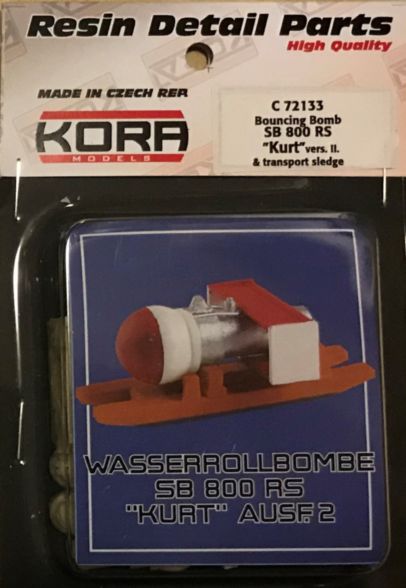 Resin Detail Parts
High Quality
MADE IN CZECH REP.
KORA
MODELS
C 72133
Bouncing Bomb
SB 800 RS
"Kurt" vers. II.
& transport sledge
WASSERROLLBOMBE
SB 800 RS
"KURT" AUSF. 2